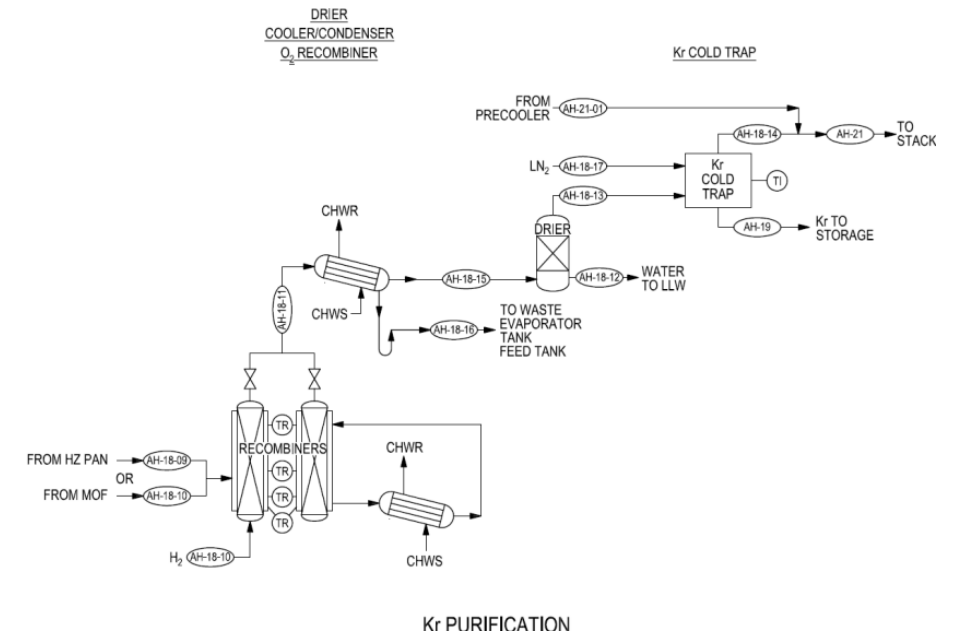 DRIER
COOLER/CONDENSER
O2 RECOMBINER
Kr COLD TRAP
FROM
PRECOOLER
AH-21-01
AH-18-14
AH-21
TO
STACK
LN2
AH-18-17
Kr
COLD
TRAP
TI
AH-18-13
AH-19
Kr TO
STORAGE
CHWR
DRIER
AH-18-15
AH-18-12
WATER
TO LLW
AH-18-11
CHWS
AH-18-16
TO WASTE
EVAPORATOR
TANK
FEED TANK
TR
RECOMBINERS
TR
TR
TR
CHWR
FROM HZ PAN
AH-18-09
OR
FROM MOF
AH-18-10
H2
AH-18-10
CHWS
Kr PURIFICATION